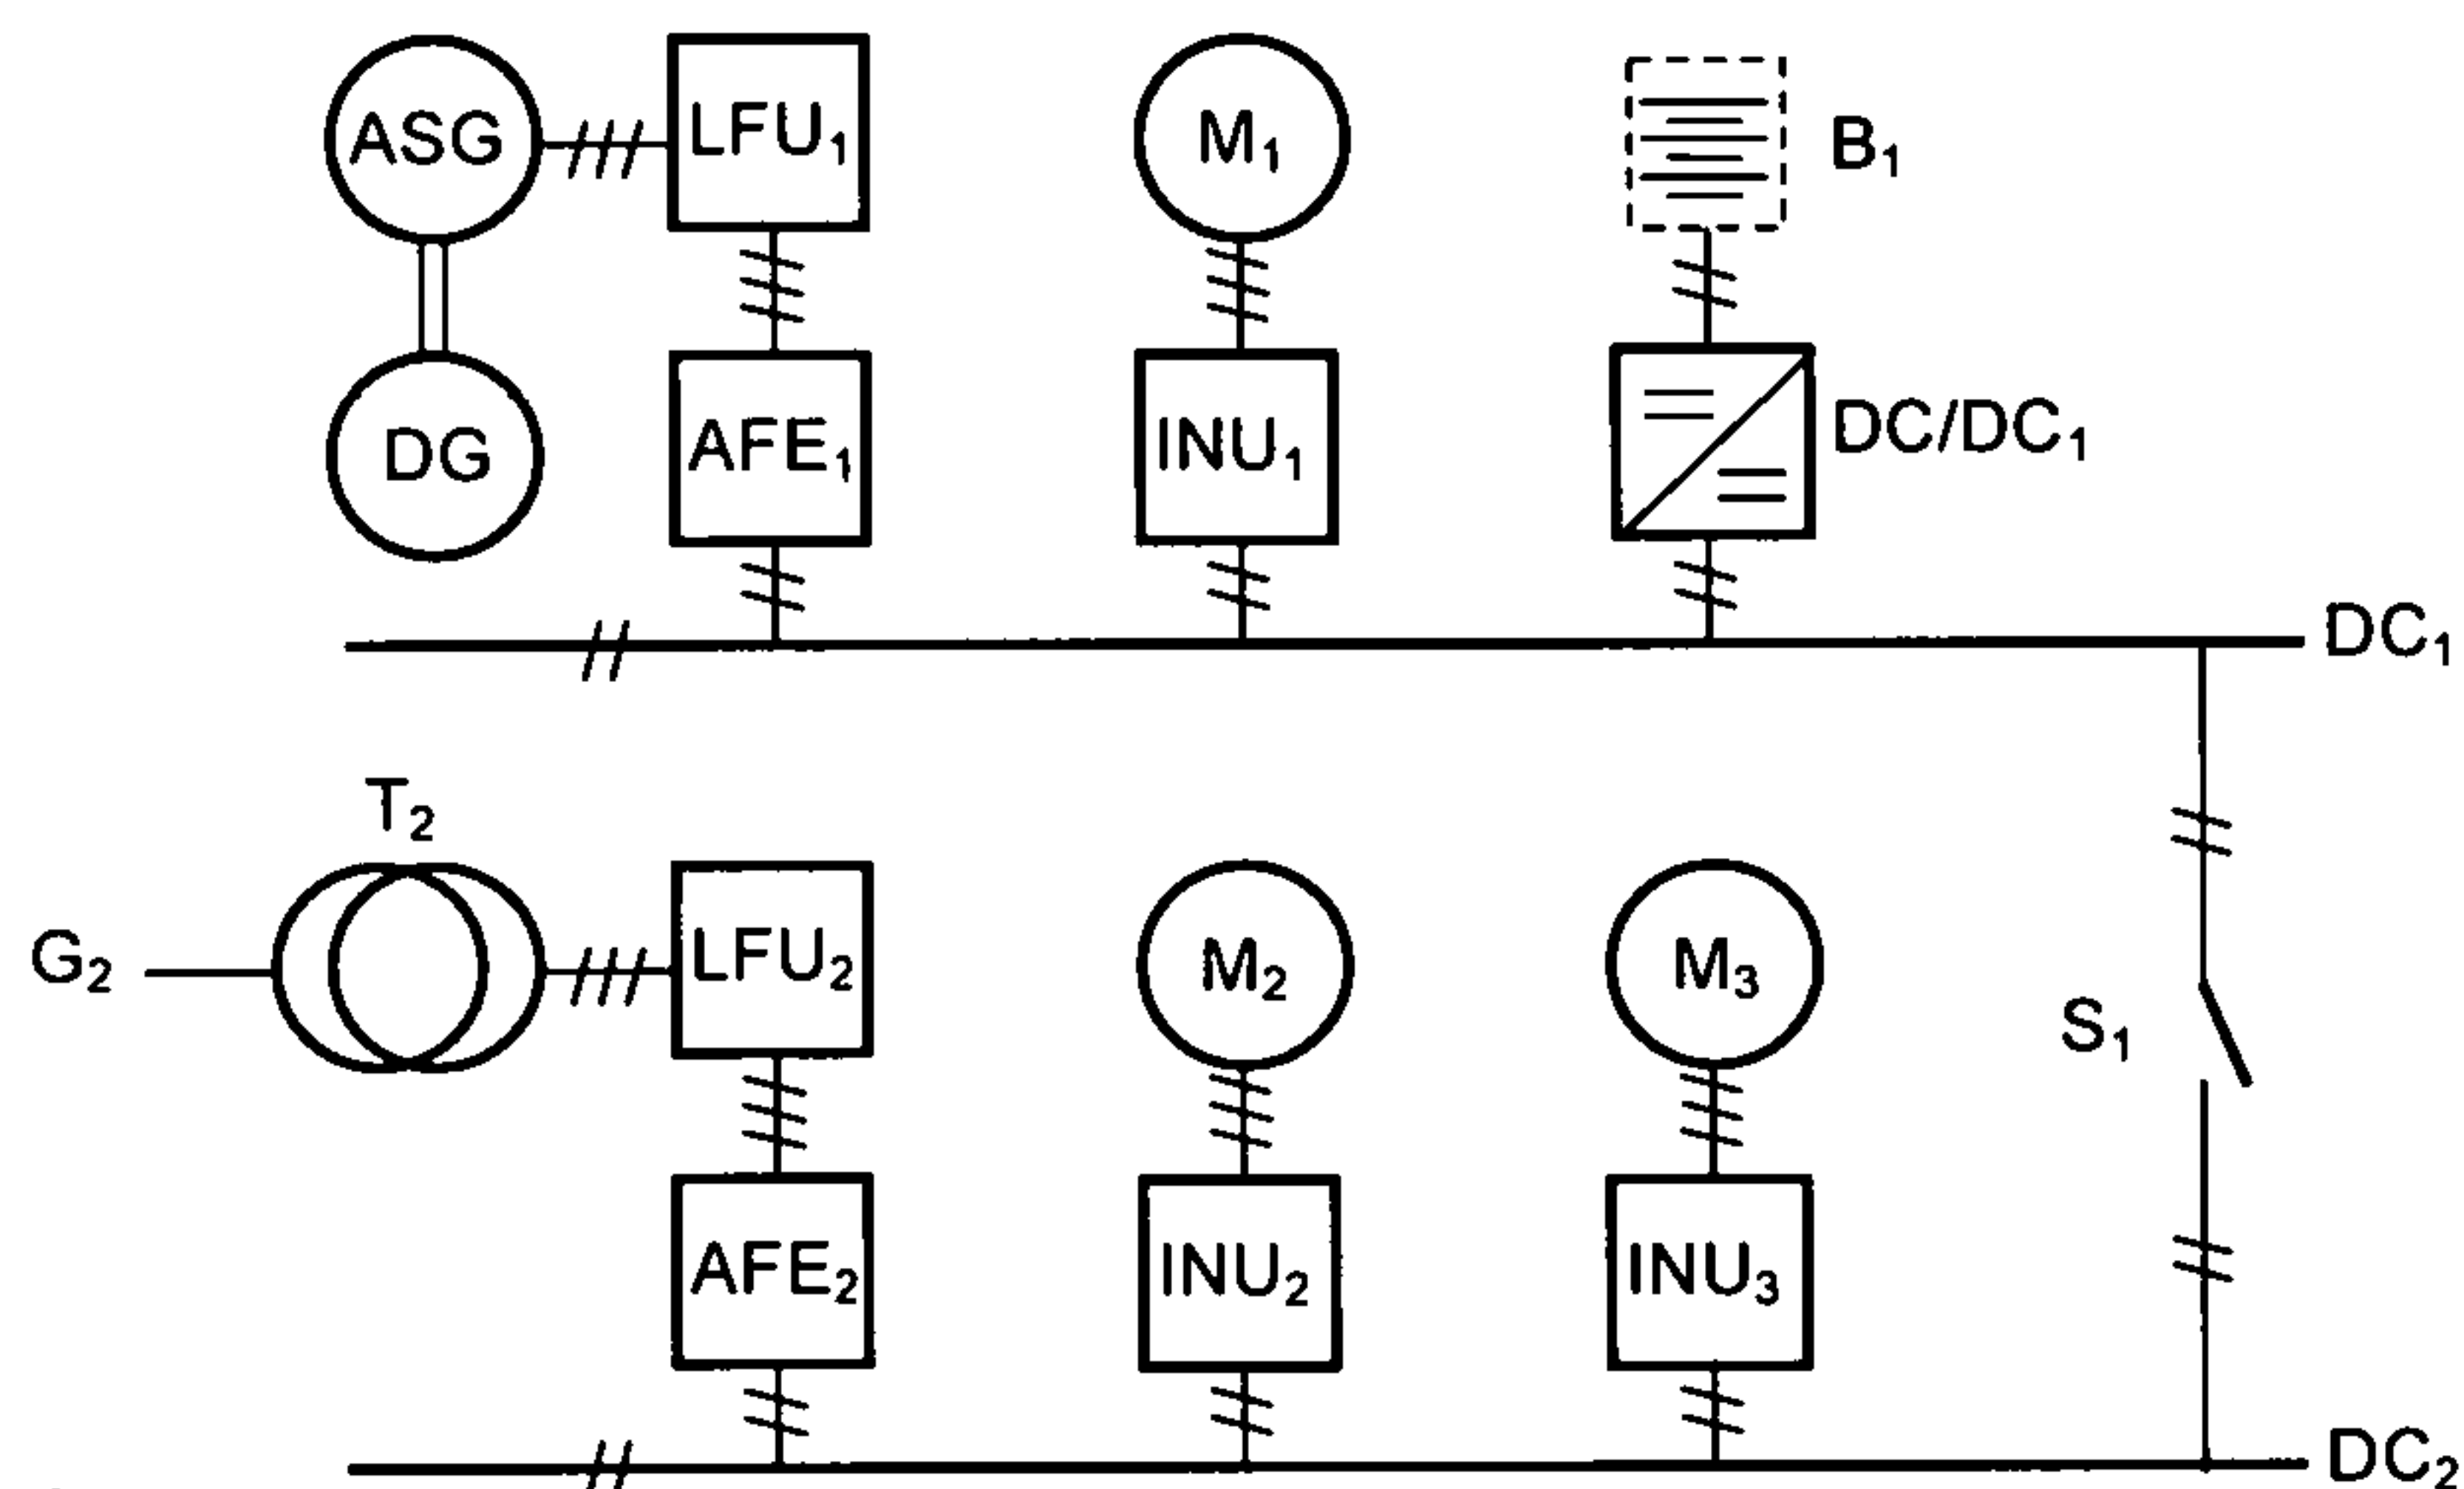 ASG
LFU₁
M₁
B₁
DG
AFE₁
INU₁
DC/DC₁
DC₁
T₂
G₂
LFU₂
M₂
M₃
S₁
AFE₂
INU₂
INU₃
DC₂